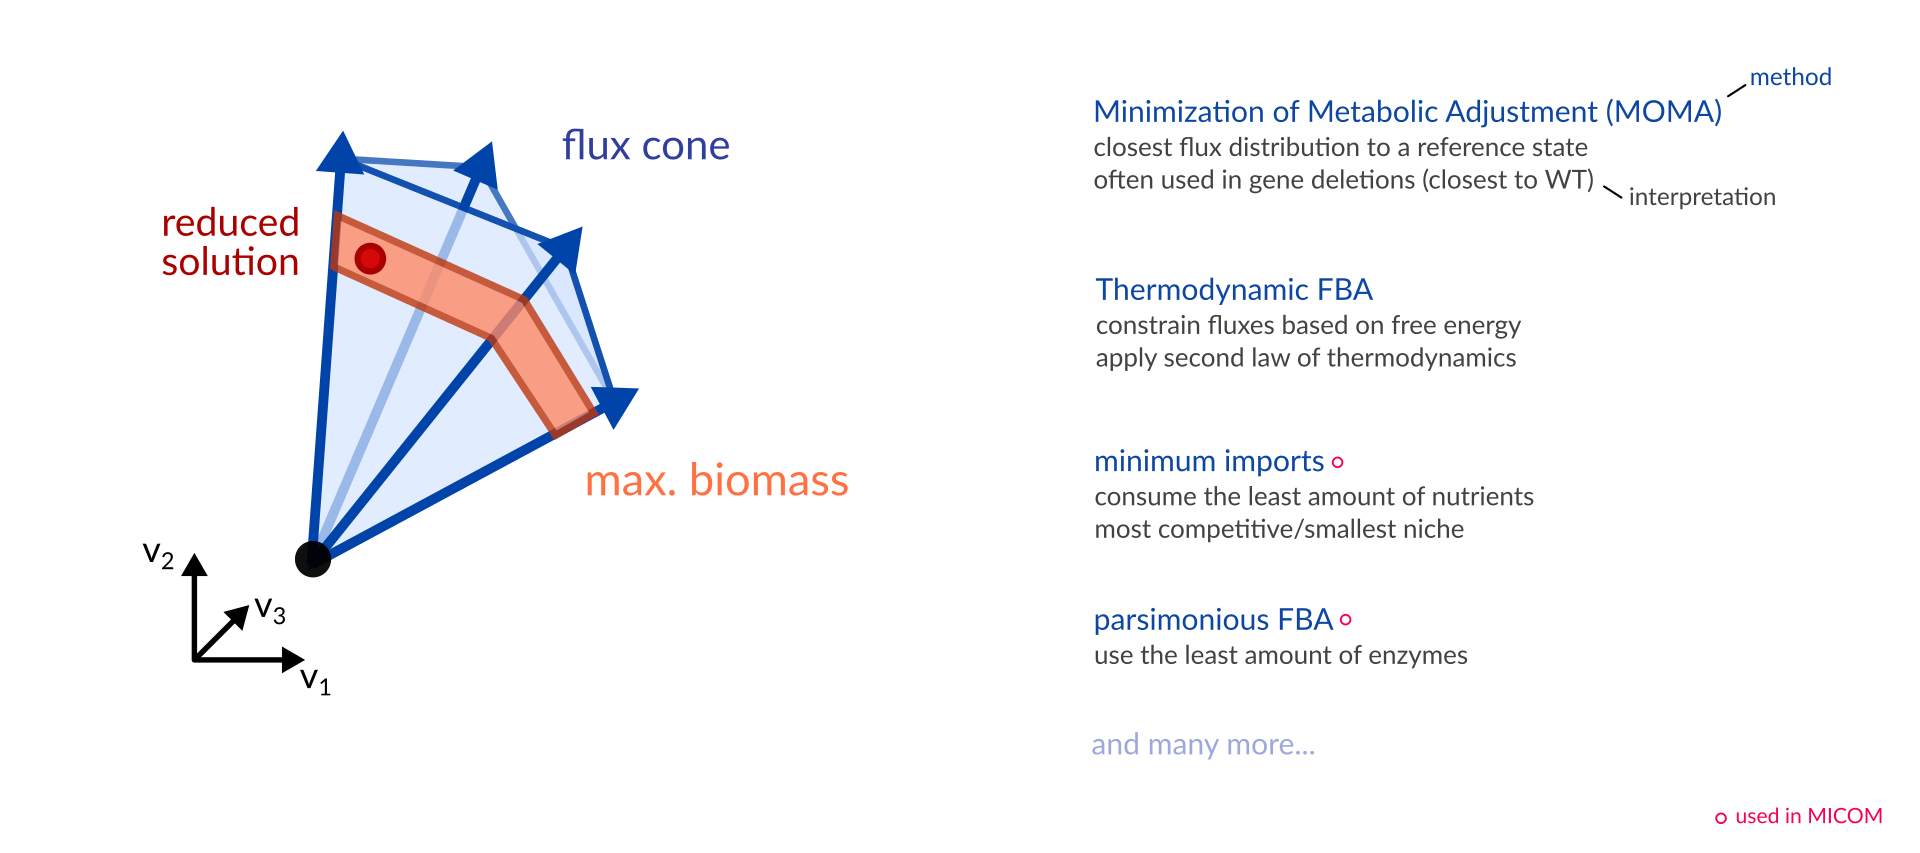 flux cone
reduced
solution
max. biomass
v2
v3
v1
method
Minimization of Metabolic Adjustment (MOMA)
closest flux distribution to a reference state
often used in gene deletions (closest to WT)
interpretation
Thermodynamic FBA
constrain fluxes based on free energy
apply second law of thermodynamics
minimum imports
consume the least amount of nutrients
most competitive/smallest niche
parsimonious FBA
use the least amount of enzymes
and many more...
used in MICOM